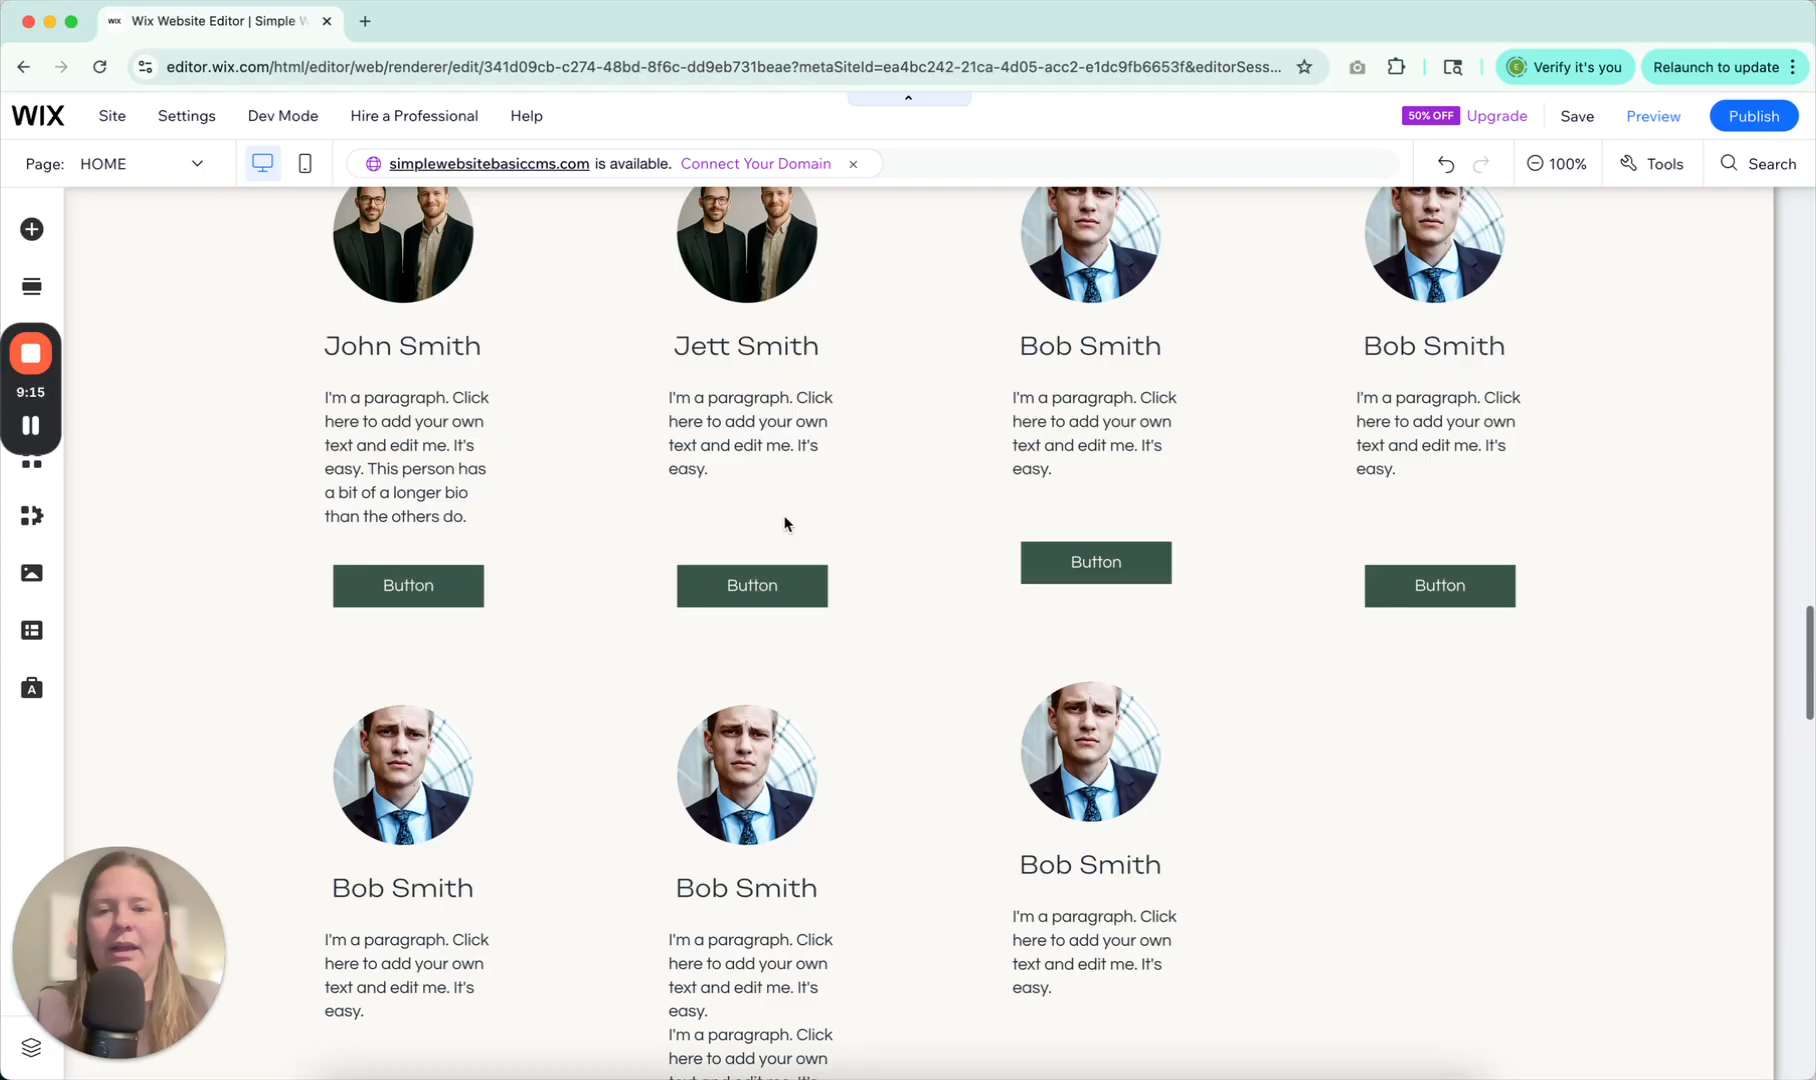 WIX Wix Website Editor | Simple W
editor.wix.com/html/editor/web/renderer/edit/341d09cb-c274-48bd-8f6c-dd9eb731beae?metaSiteId=ea4bc242-21ca-4d05-acc2-e1dc9fb6653f&editorSess... E Verify it's you Relaunch to update
WIX Site Settings Dev Mode Hire a Professional Help 50% OFF Upgrade Save Preview Publish
Page: HOME simplewebsitebasiccms.com is available. Connect Your Domain 100% Tools Search
9:15
A
John Smith
I'm a paragraph. Click
here to add your own
text and edit me. It's
easy. This person has
a bit of a longer bio
than the others do.
Button
Jett Smith
I'm a paragraph. Click
here to add your own
text and edit me. It's
easy.
Button
Bob Smith
I'm a paragraph. Click
here to add your own
text and edit me. It's
easy.
Button
Bob Smith
I'm a paragraph. Click
here to add your own
text and edit me. It's
easy.
Button
Bob Smith
I'm a paragraph. Click
here to add your own
text and edit me. It's
easy.
Bob Smith
I'm a paragraph. Click
here to add your own
text and edit me. It's
easy.
I'm a paragraph. Click
here to add your own
text and edit me. It's
Bob Smith
I'm a paragraph. Click
here to add your own
text and edit me. It's
easy.